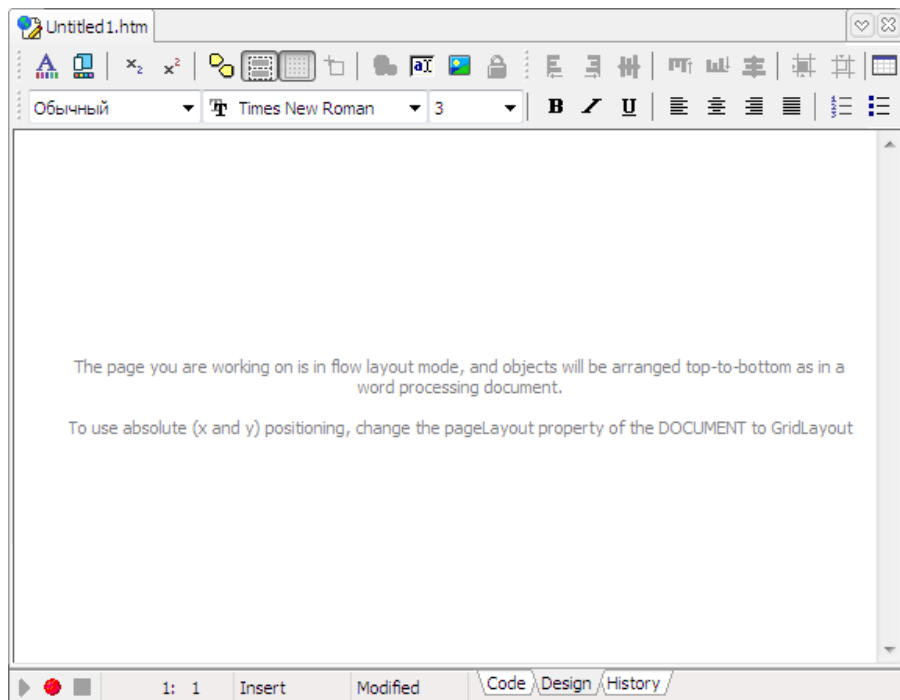 Untitled1.htm
Обычный Times New Roman 3 B I U
The page you are working on is in flow layout mode, and objects will be arranged top-to-bottom as in a
word processing document.
To use absolute (x and y) positioning, change the pageLayout property of the DOCUMENT to GridLayout
1: 1 Insert Modified Code Design History